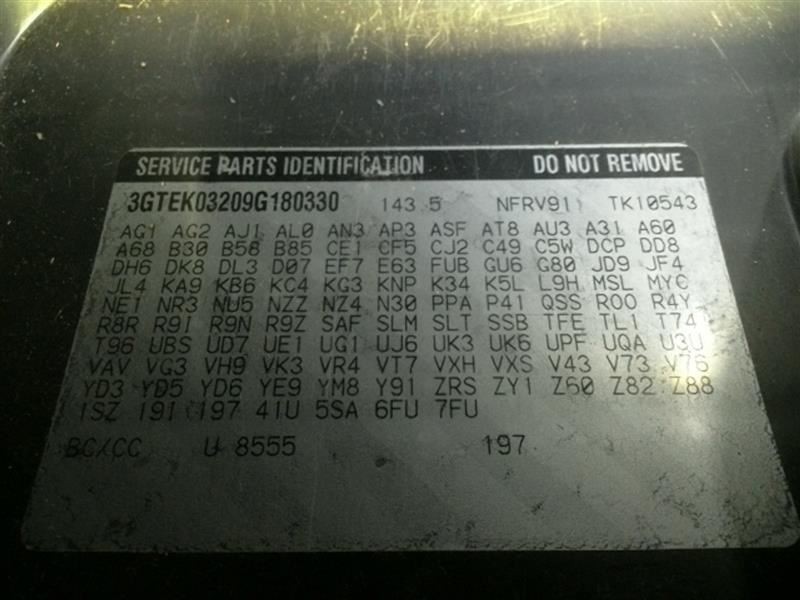 SERVICE PARTS IDENTIFICATION DO NOT REMOVE
3GTEK03209G180330 143.5 NFRV91 TK10543
AG1 AG2 AJ1 AL0 AN3 AP3 ASF AT8 AU3 A31 A60
A68 B30 B58 B85 CE1 CF5 CJ2 C49 C5W DCP DD8
DH6 DK8 DL3 D07 EF7 E63 FUB GU6 G80 JD9 JF4
JL4 KA9 KB6 KC4 KG3 KNP K34 K5L L9H MSL MYC
NE1 NR3 NU5 NZZ NZ4 N30 PPA P41 QSS R00 R4Y
R8R R9I R9N R9Z SAF SLM SLT SSB TFE TL1 T74
T96 UBS UD7 UE1 UG1 UJ6 UK3 UK6 UPF UQA U3U
VAV VG3 VH9 VK3 VR4 VT7 VXH VXS V43 V73 V76
YD3 YD5 YD6 YE9 YM8 Y91 ZRS ZY1 Z60 Z82 Z88
1SZ 19I 197 41U 5SA 6FU 7FU
BC/CC U 8555 197